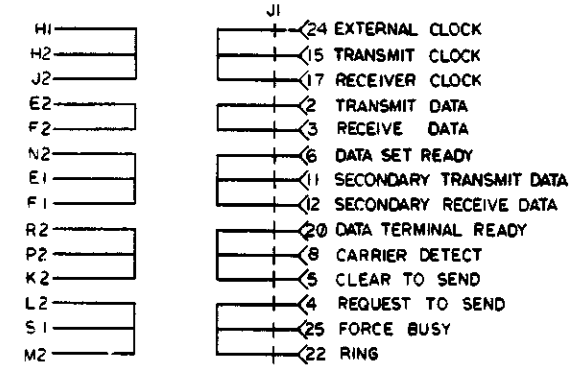 J1
H1 24 EXTERNAL CLOCK
H2 15 TRANSMIT CLOCK
J2 17 RECEIVER CLOCK
E2 2 TRANSMIT DATA
F2 3 RECEIVE DATA
N2 6 DATA SET READY
E1 11 SECONDARY TRANSMIT DATA
F1 12 SECONDARY RECEIVE DATA
R2 20 DATA TERMINAL READY
P2 8 CARRIER DETECT
K2 5 CLEAR TO SEND
L2 4 REQUEST TO SEND
S1 25 FORCE BUSY
M2 22 RING